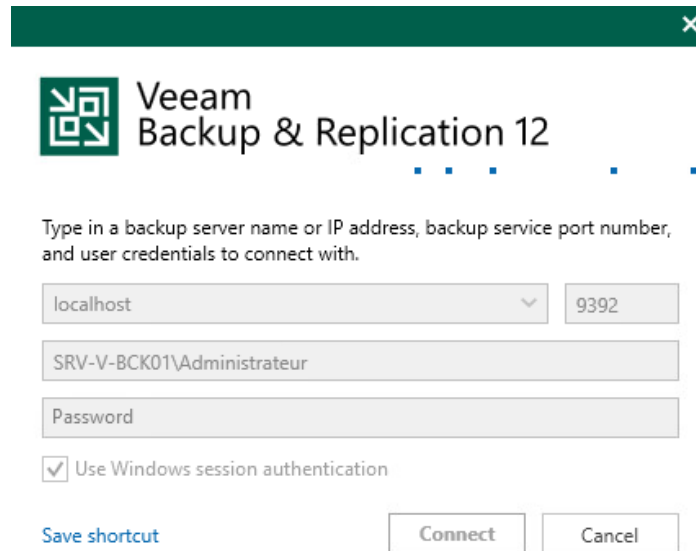 Veeam
Backup & Replication 12
Type in a backup server name or IP address, backup service port number,
and user credentials to connect with.
localhost 9392
SRV-V-BCK01\Administrateur
Password
Use Windows session authentication
Save shortcut Connect Cancel